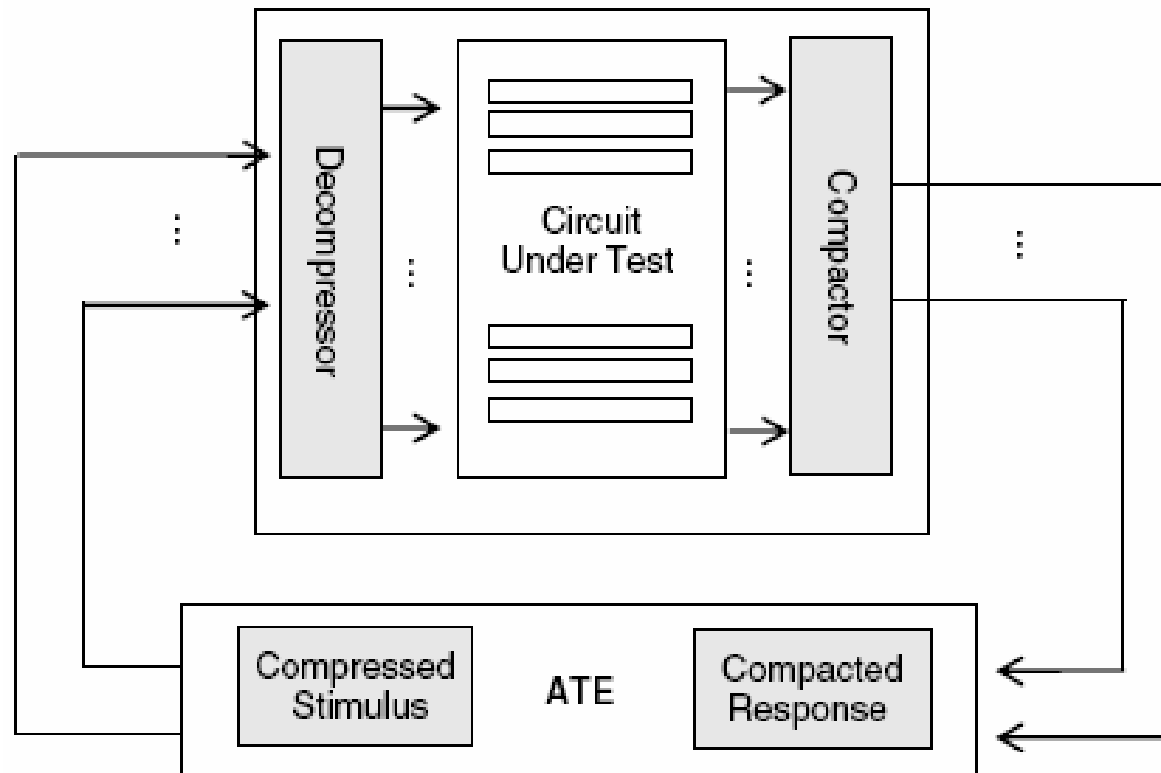 Decompressor
Circuit
Under Test
Compactor
Compressed
Stimulus
ATE
Compacted
Response